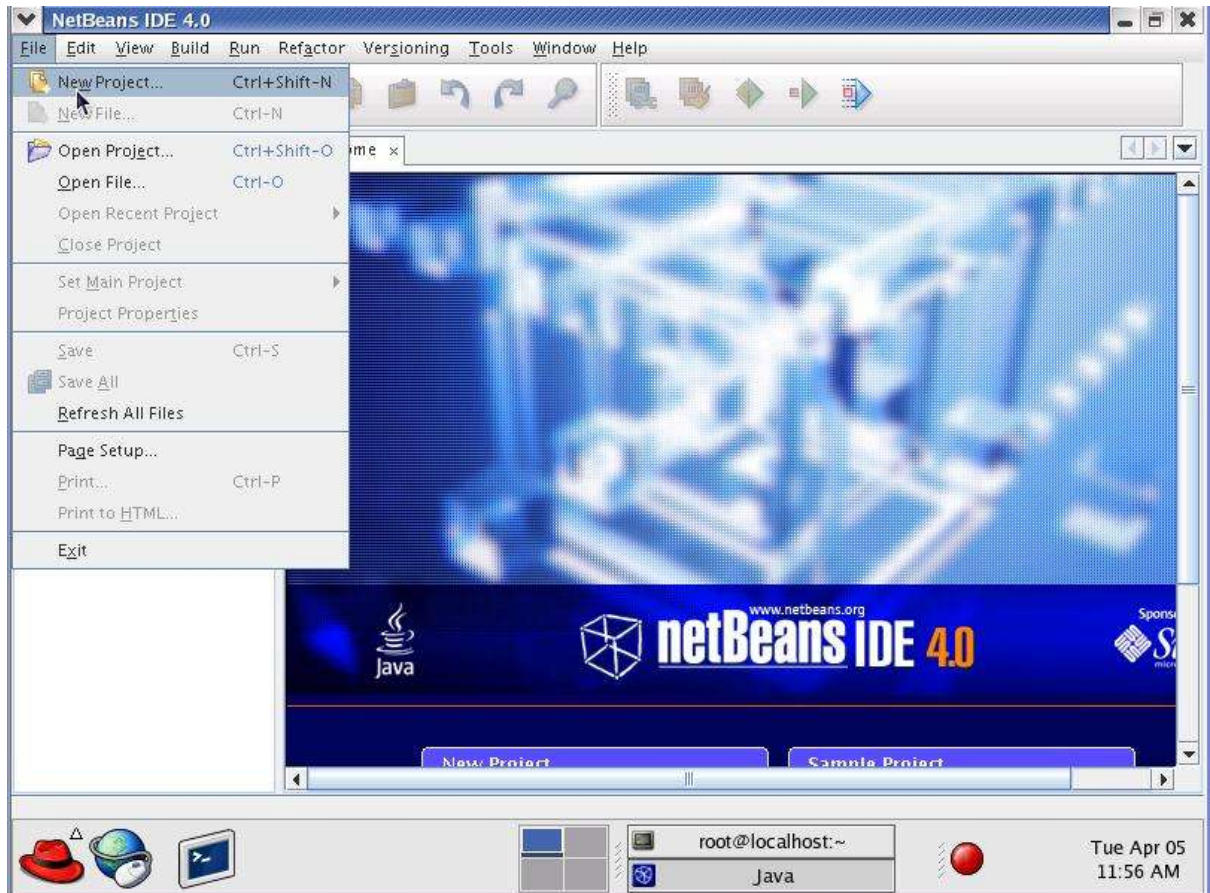 NetBeans IDE 4.0
File Edit View Build Run Refactor Versioning Tools Window Help
New Project... Ctrl+Shift-N
New File... Ctrl-N
Open Project... Ctrl+Shift-O
Open File... Ctrl-O
Open Recent Project
Close Project
Set Main Project
Project Properties
Save Ctrl-S
Save All
Refresh All Files
Page Setup...
Print... Ctrl-P
Print to HTML...
Exit
www.netbeans.org
Java
netBeans IDE 4.0
New Project
Sample Project
root@localhost:~
Java
Tue Apr 05
11:56 AM